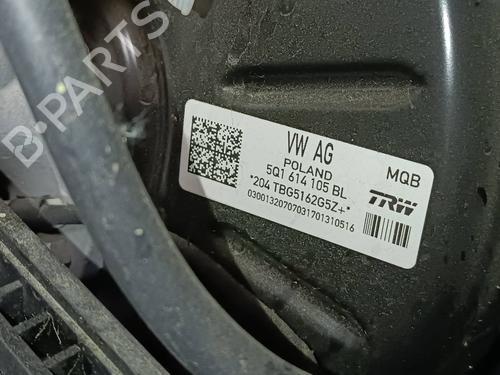 B-PARTS
VW AG
POLAND
MQB
5Q1 614 105 BL
*204 TBG5162G5Z+*
03001320707031701310516
TRW